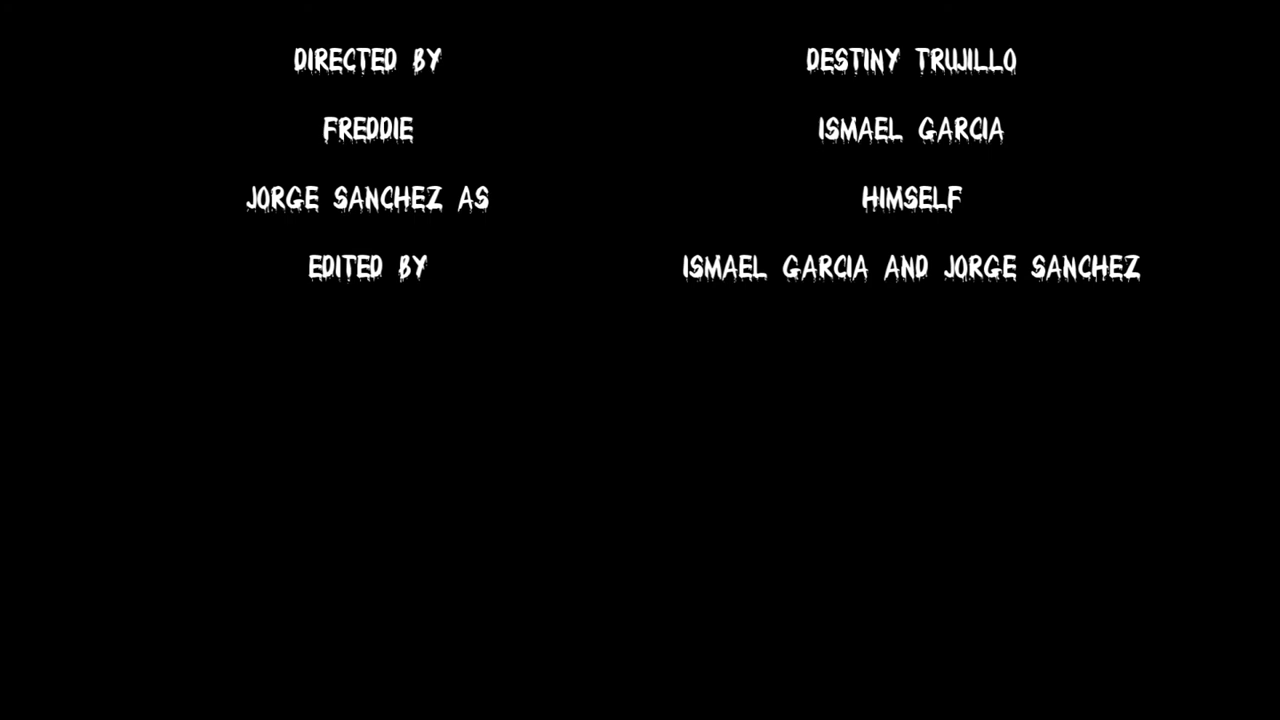 DIRECTED BY DESTINY TRUJILLO
FREDDIE ISMAEL GARCIA
JORGE SANCHEZ AS HIMSELF
EDITED BY ISMAEL GARCIA AND JORGE SANCHEZ